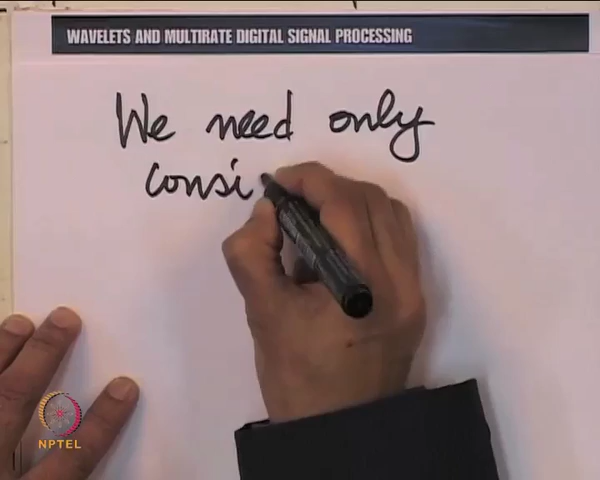 WAVELETS AND MULTIRATE DIGITAL SIGNAL PROCESSING
We need only
consi
NPTEL